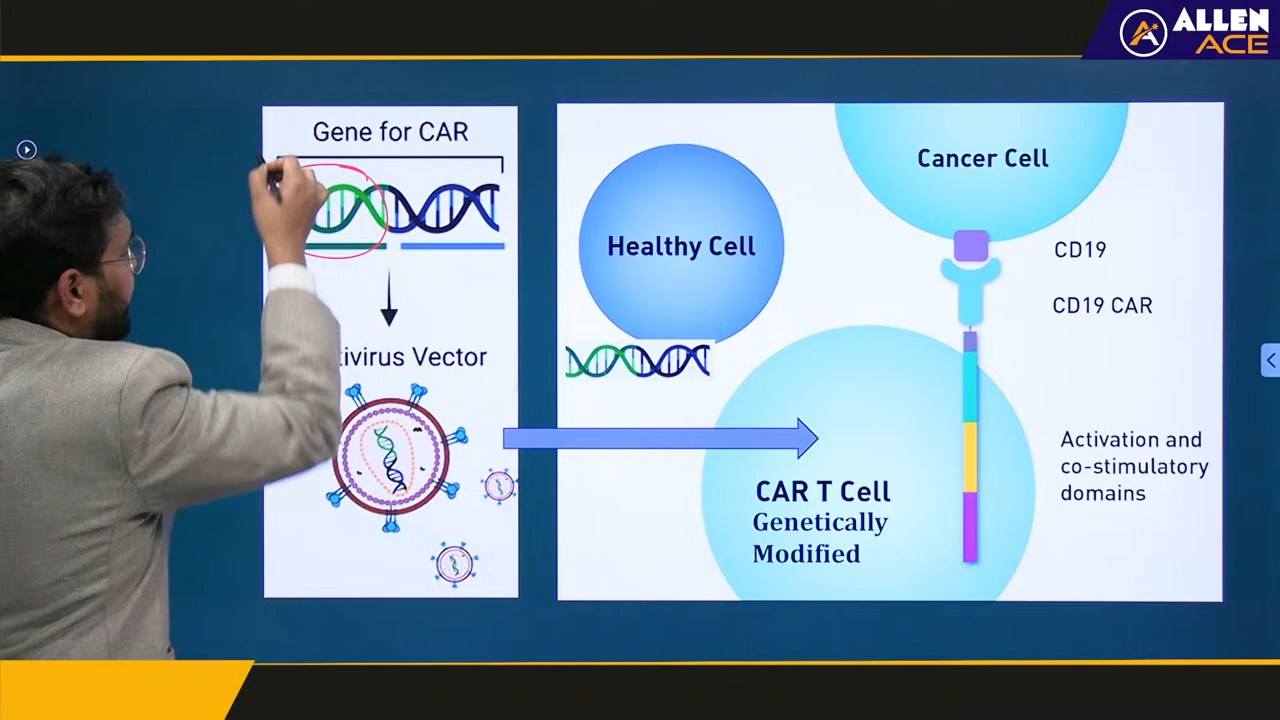 ALLEN
ACE
Gene for CAR
Vector
Healthy Cell
Cancer Cell
CD19
CD19 CAR
CAR T Cell
Genetically
Modified
Activation and
co-stimulatory
domains